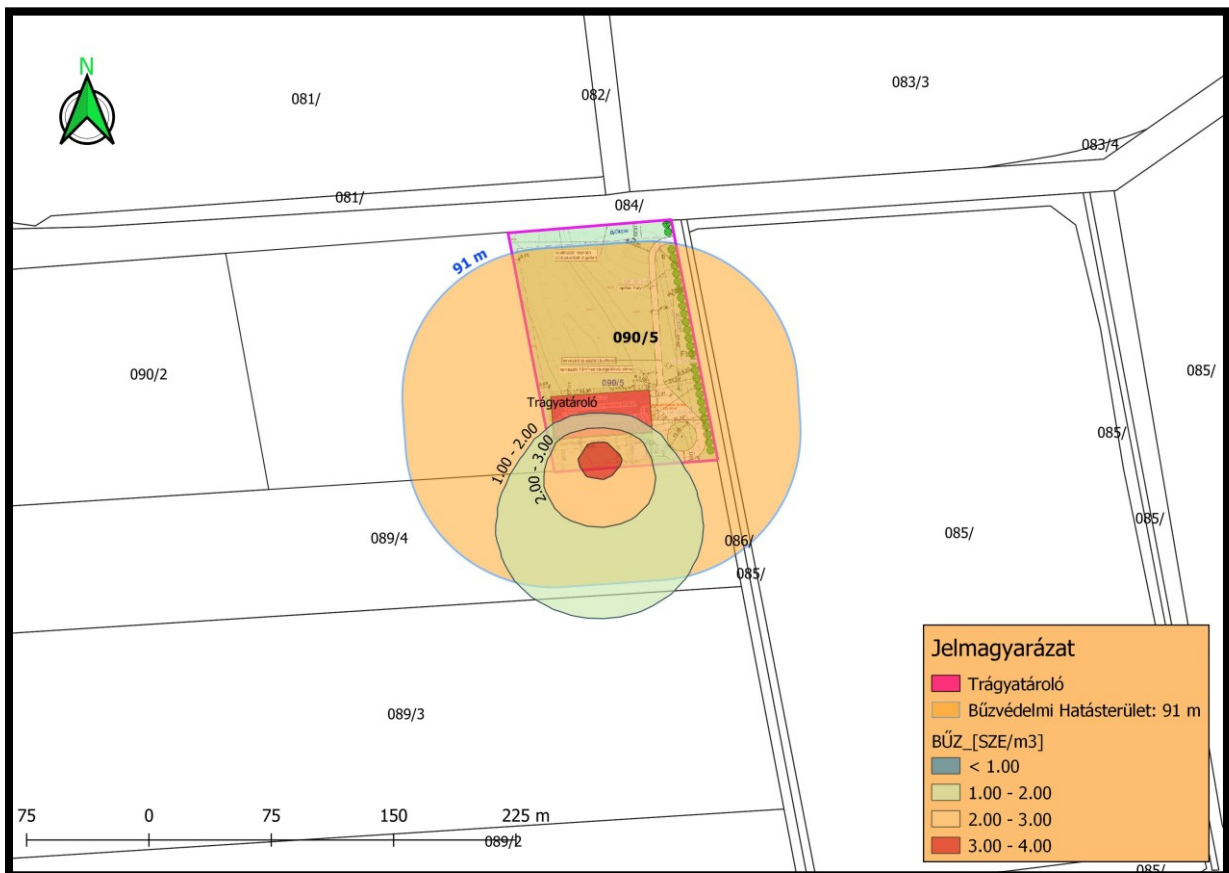 N
081/
082/
083/3
083/4
081/
084/
91 m
090/5
090/2
090/5
Trágyatároló
1.00 - 2.00
2.00 - 3.00
085/
085/
085/
085/
089/4
086/
085/
089/3
Jelmagyarázat
Trágyatároló
Bűzvédelmi Hatásterület: 91 m
BŰZ_[SZE/m3]
< 1.00
1.00 - 2.00
2.00 - 3.00
3.00 - 4.00
75 0 75 150 225 m
089/2
085/